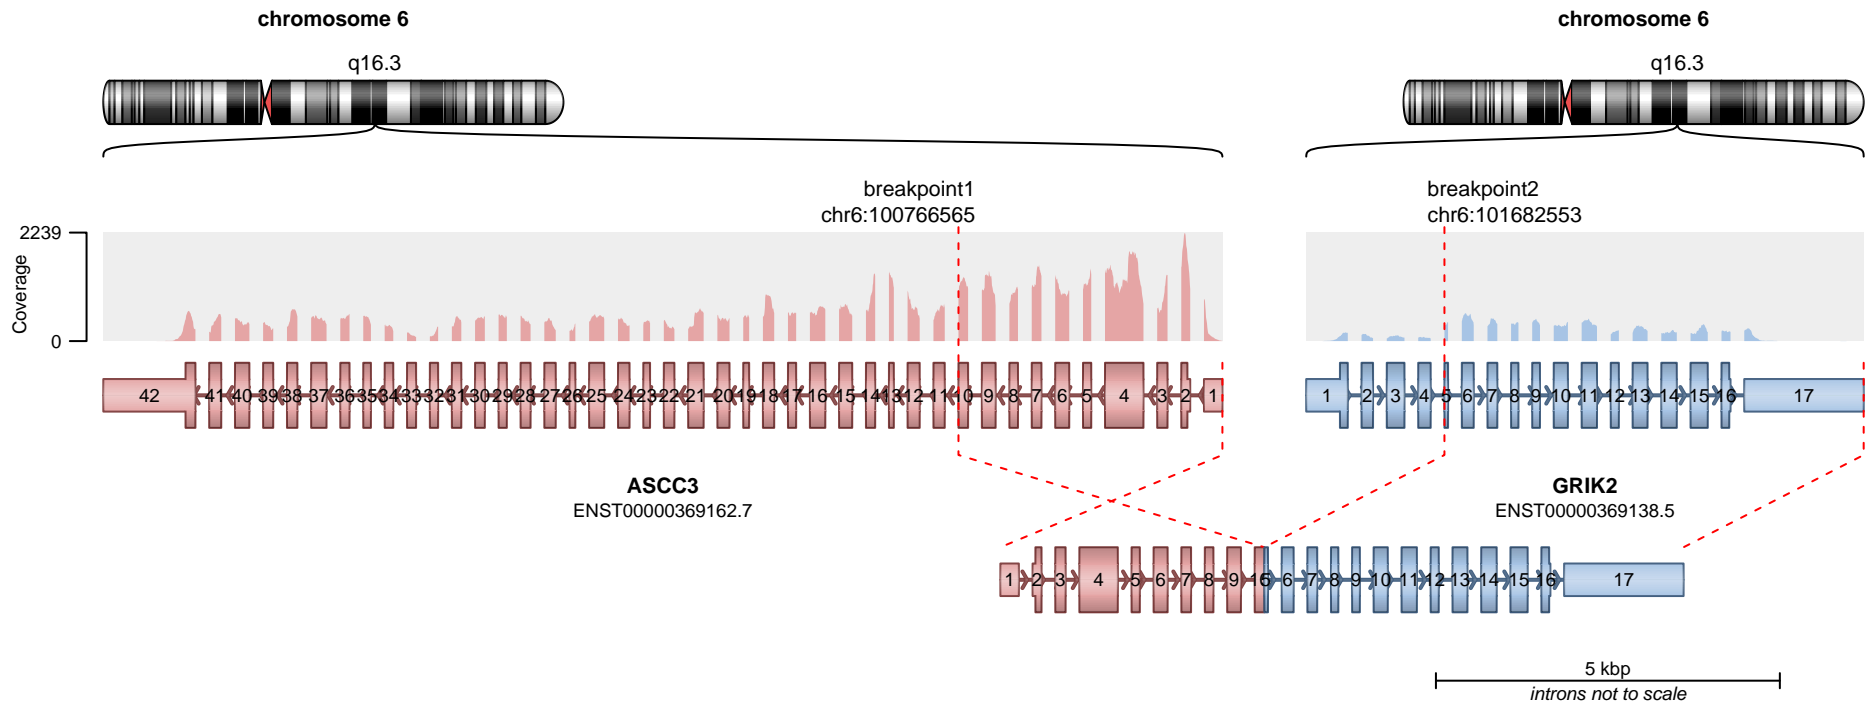 chromosome 6
chromosome 6
q16.3
q16.3
breakpoint1
chr6:100766565
breakpoint2
chr6:101682553
Coverage
2239
0
42 41 40 39 38 37 36 35 34 33 32 31 30 29 28 27 26 25 24 23 22 21 20 19 18 17 16 15 14 13 12 11 10 9 8 7 6 5 4 3 2 1
1 2 3 4 5 6 7 8 9 10 11 12 13 14 15 16 17
ASCC3
ENST00000369162.7
GRIK2
ENST00000369138.5
1 2 3 4 5 6 7 8 9 10 5 6 7 8 9 10 11 12 13 14 15 16 17
5 kbp
introns not to scale